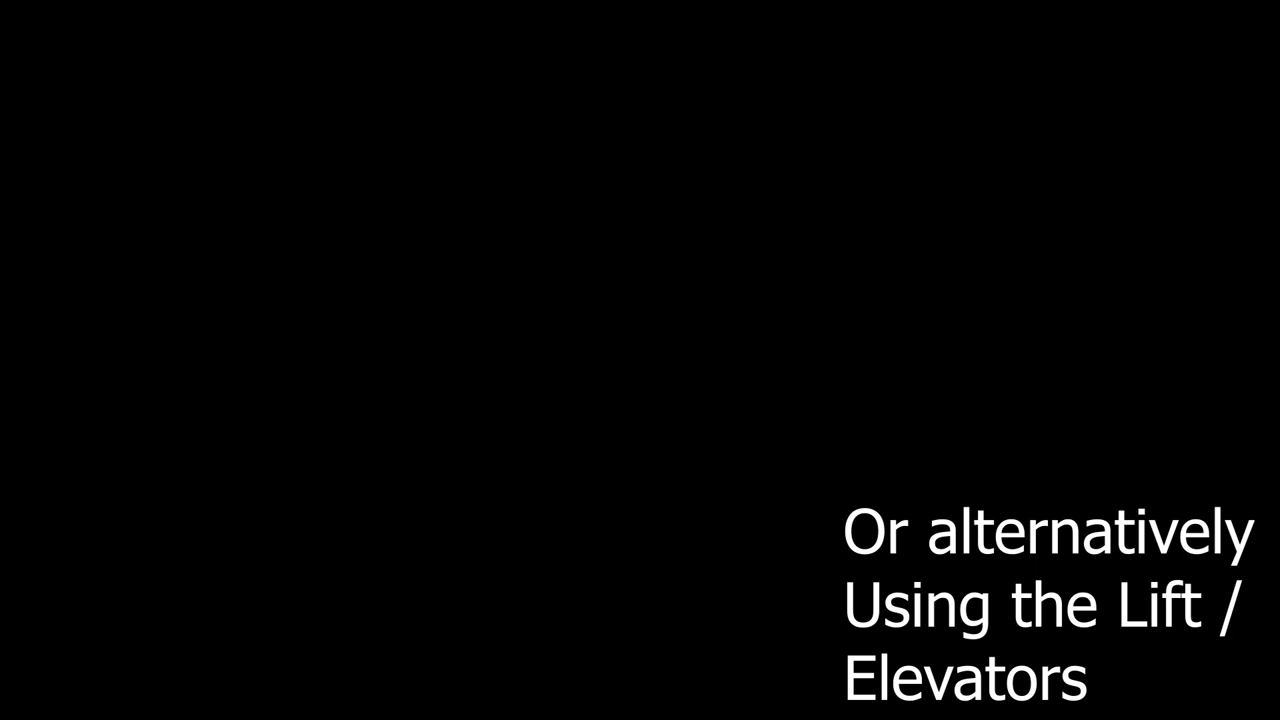 Or alternatively
Using the Lift /
Elevators